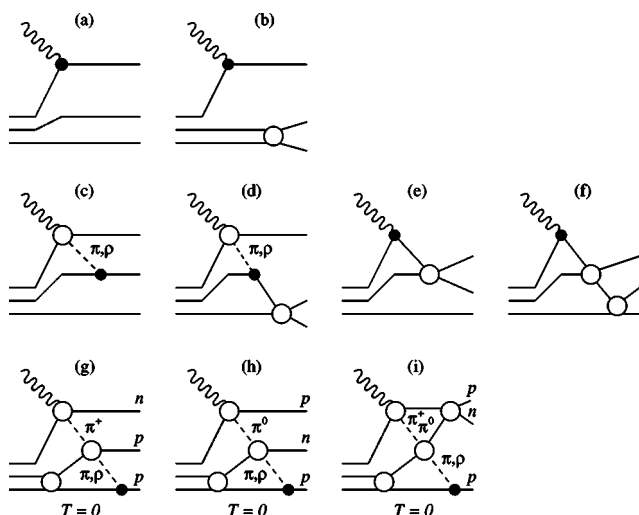 (a) (b)
(c) (d) (e) (f)
π,ρ π,ρ
(g) (h) (i)
n p p
π⁺ π⁰ π⁺ n
π⁰
p n
π,ρ π,ρ π,ρ
p p p
T = 0 T = 0 T = 0